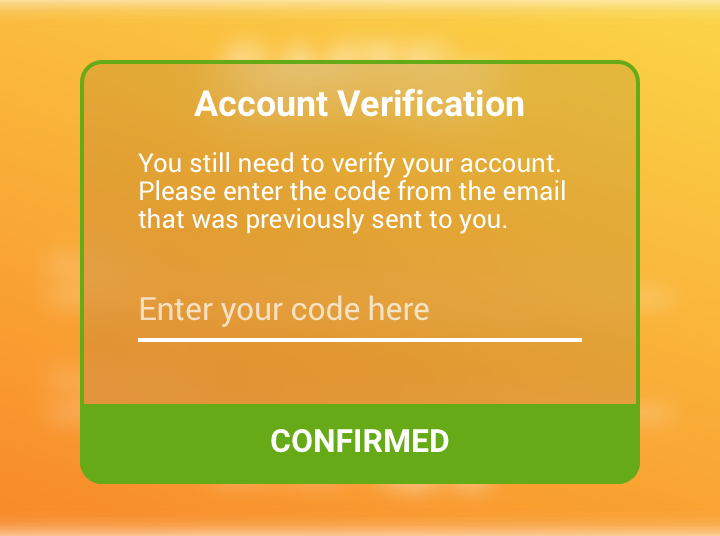 Account Verification
You still need to verify your account.
Please enter the code from the email
that was previously sent to you.
Enter your code here
CONFIRMED